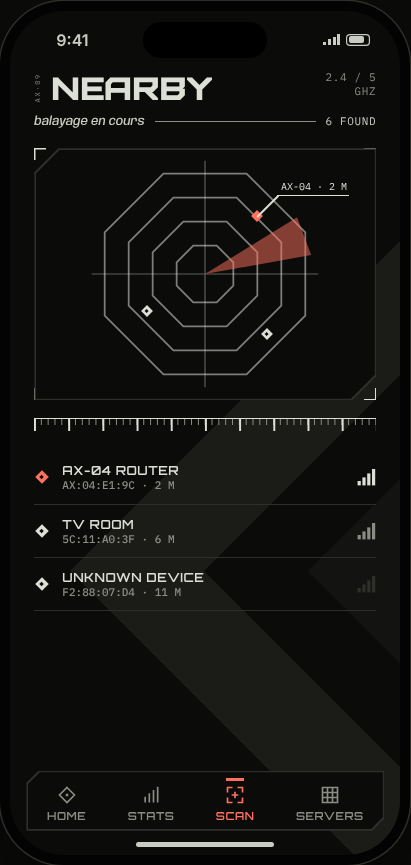 9:41
AX-09
NEARBY
2.4 / 5
GHZ
balayage en cours
6 FOUND
AX-04 · 2 M
AX-04 ROUTER
AX:04:E1:9C · 2 M
TV ROOM
5C:11:A0:3F · 6 M
UNKNOWN DEVICE
F2:88:07:D4 · 11 M
HOME
STATS
SCAN
SERVERS